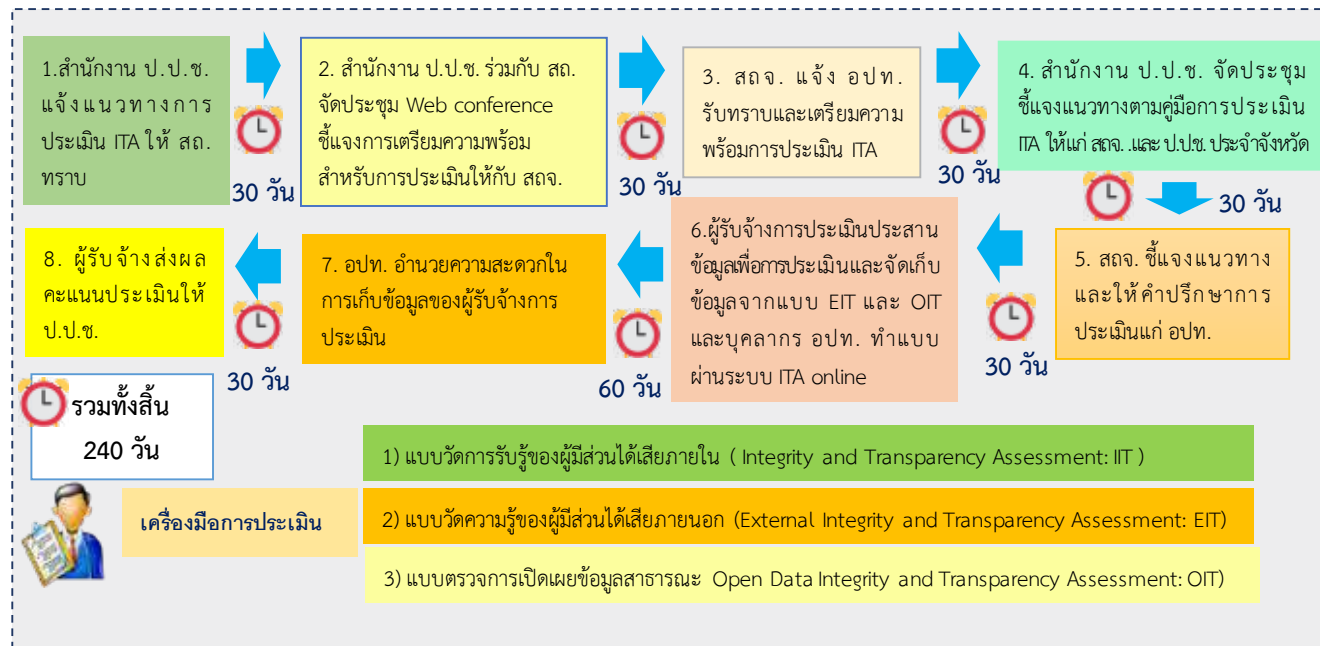 1.สำนักงาน ป.ป.ช.
แจ้งแนวทางการ
ประเมิน ITA ให้ สถ.
ทราบ
30 วัน
2. สำนักงาน ป.ป.ช. ร่วมกับ สถ.
จัดประชุม Web conference
ชี้แจงการเตรียมความพร้อม
สำหรับการประเมินให้กับ สถจ.
30 วัน
3. สถจ. แจ้ง อปท.
รับทราบและเตรียมความ
พร้อมการประเมิน ITA
30 วัน
4. สำนักงาน ป.ป.ช. จัดประชุม
ชี้แจงแนวทางตามคู่มือการประเมิน
ITA ให้แก่ สถจ. .และ ป.ป.ช. ประจำจังหวัด
30 วัน
5. สถจ. ชี้แจงแนวทาง
และให้คำปรึกษาการ
ประเมินแก่ อปท.
30 วัน
6.ผู้รับจ้างการประเมินประสาน
ข้อมูลเพื่อการประเมินและจัดเก็บ
ข้อมูลจากแบบ EIT และ OIT
และบุคลากร อปท. ทำแบบ
ผ่านระบบ ITA online
60 วัน
7. อปท. อำนวยความสะดวกใน
การเก็บข้อมูลของผู้รับจ้างการ
ประเมิน
30 วัน
8. ผู้รับจ้างส่งผล
คะแนนประเมินให้
ป.ป.ช.
รวมทั้งสิ้น
240 วัน
เครื่องมือการประเมิน
1) แบบวัดการรับรู้ของผู้มีส่วนได้เสียภายใน ( Integrity and Transparency Assessment: IIT )
2) แบบวัดความรู้ของผู้มีส่วนได้เสียภายนอก (External Integrity and Transparency Assessment: EIT)
3) แบบตรวจการเปิดเผยข้อมูลสาธารณะ Open Data Integrity and Transparency Assessment: OIT)